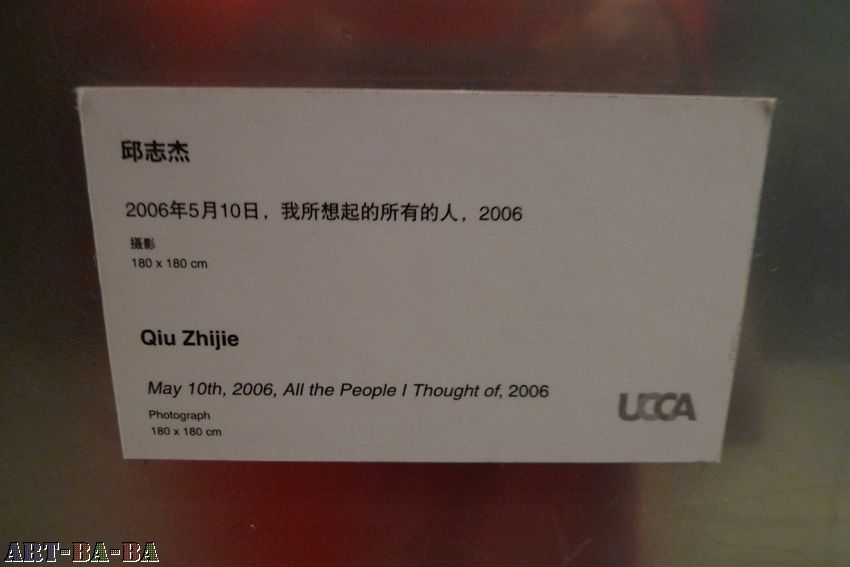 邱志杰
2006年5月10日，我所想起的所有的人，2006
攝影
180 x 180 cm
Qiu Zhijie
May 10th, 2006, All the People I Thought of, 2006
Photograph
180 x 180 cm
UCCA
ART-BA-BA